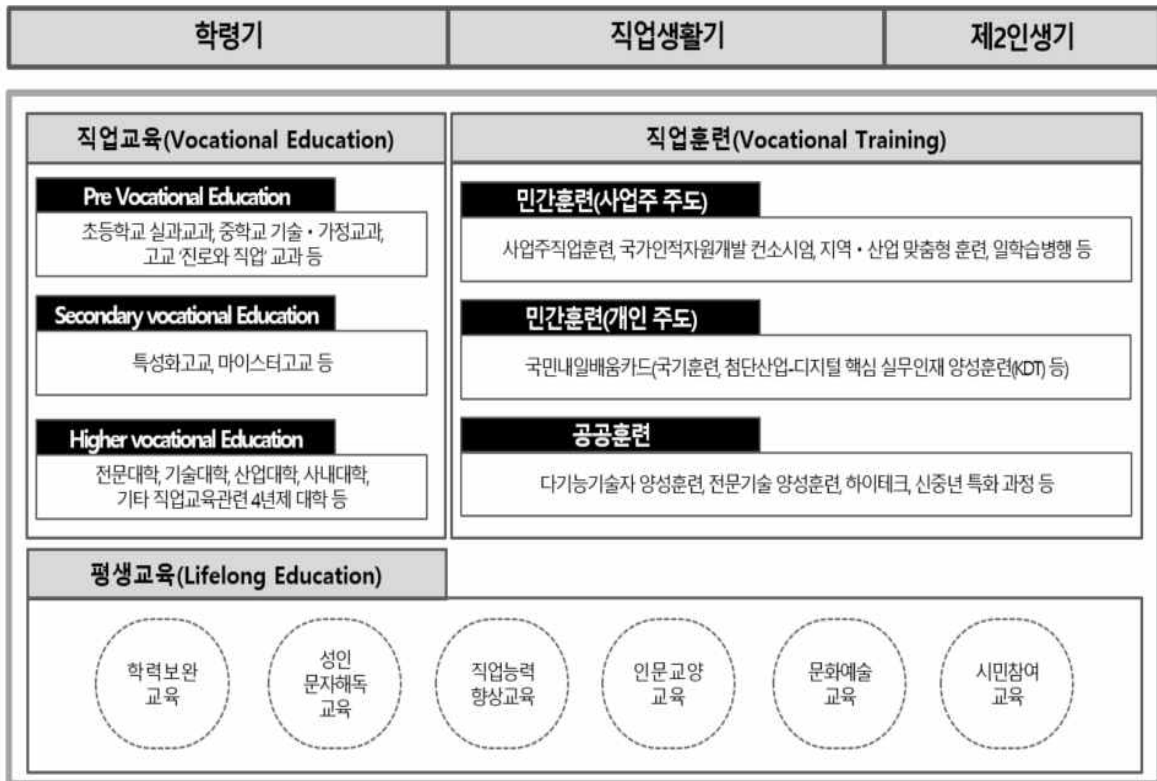 학령기
직업생활기
제2인생기
직업교육(Vocational Education)
Pre Vocational Education
초등학교 실과교과, 중학교 기술・가정교과,
고교 ‘진로와 직업’ 교과 등
Secondary vocational Education
특성화고교, 마이스터고교 등
Higher vocational Education
전문대학, 기술대학, 산업대학, 사내대학,
기타 직업교육관련 4년제 대학 등
직업훈련(Vocational Training)
민간훈련(사업주 주도)
사업주직업훈련, 국가인적자원개발 컨소시엄, 지역・산업 맞춤형 훈련, 일학습병행 등
민간훈련(개인 주도)
국민내일배움카드(국기훈련, 첨단산업-디지털 핵심 실무인재 양성훈련(KDT) 등)
공공훈련
다기능기술자 양성훈련, 전문기술 양성훈련, 하이테크, 신중년 특화 과정 등
평생교육(Lifelong Education)
학력보완
교육
성인
문자해독
교육
직업능력
향상교육
인문교양
교육
문화예술
교육
시민참여
교육